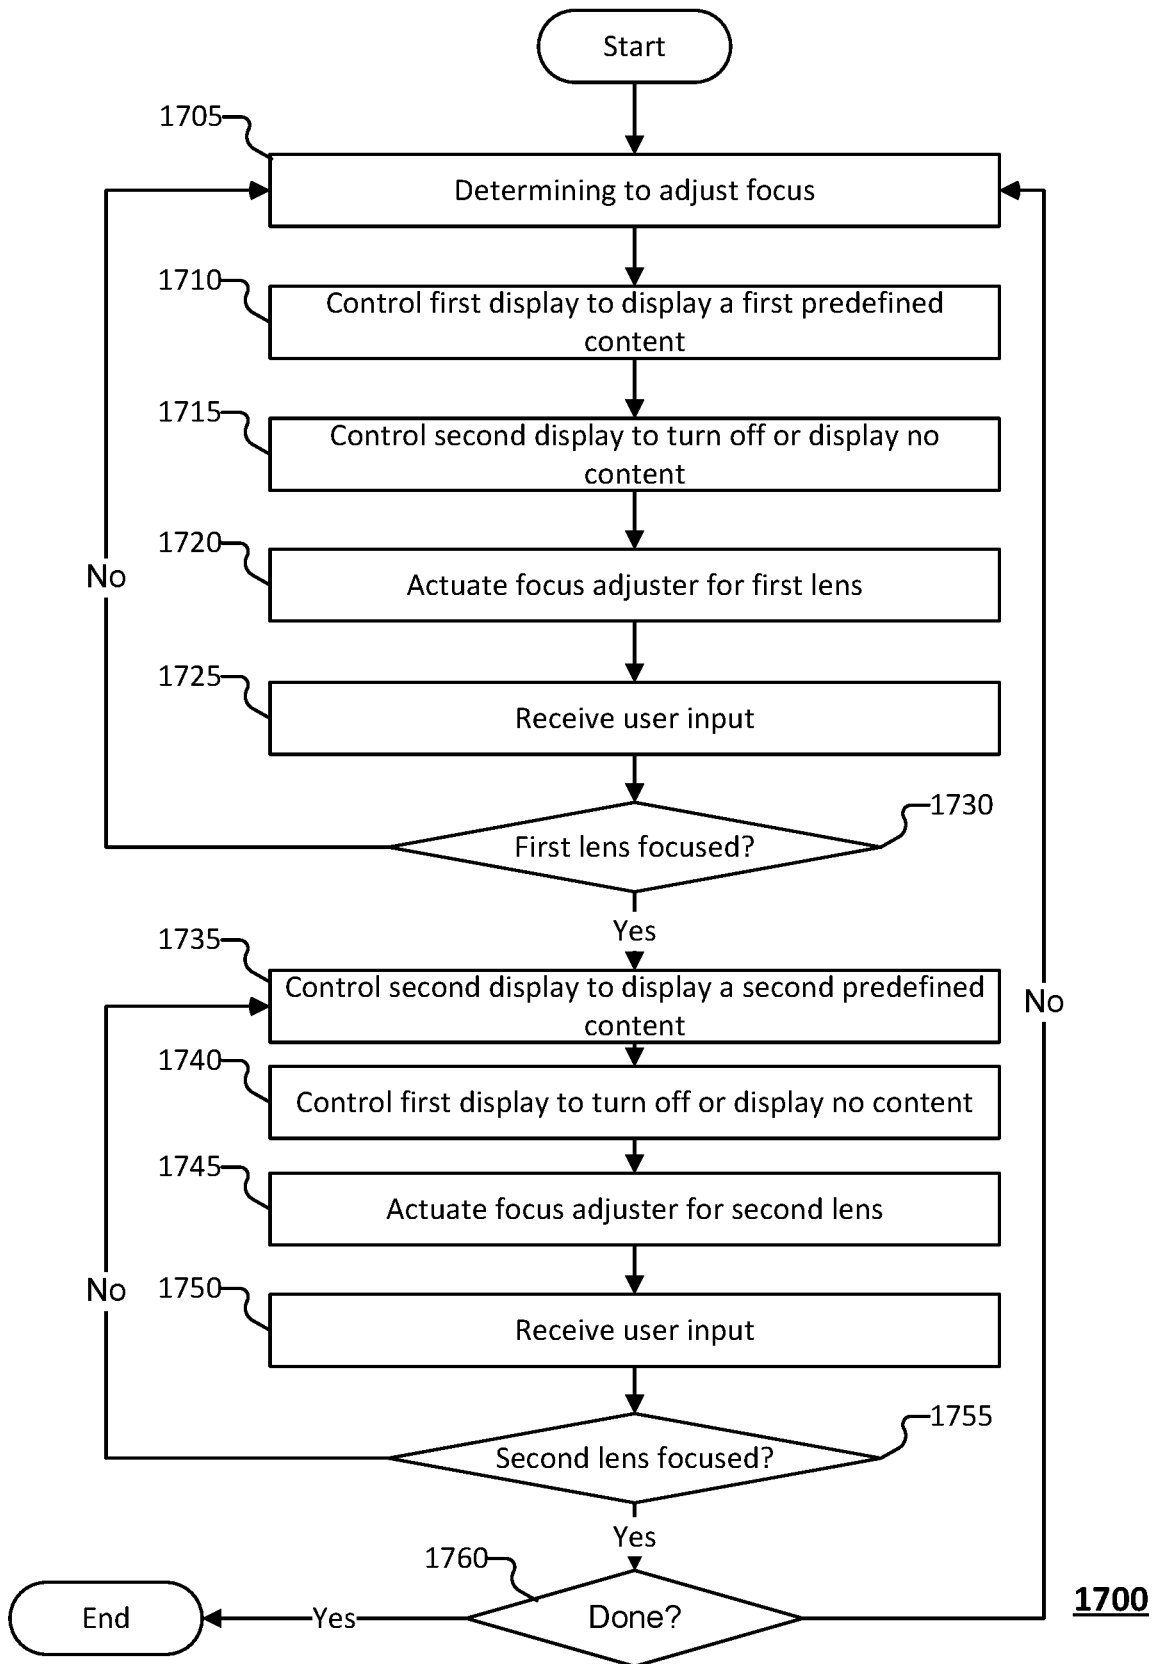 Start
1705
Determining to adjust focus
1710
Control first display to display a first predefined
content
1715
Control second display to turn off or display no
content
1720
Actuate focus adjuster for first lens
No
1725
Receive user input
1730
First lens focused?
Yes
1735
Control second display to display a second predefined
content
No
1740
Control first display to turn off or display no content
1745
Actuate focus adjuster for second lens
No
1750
Receive user input
1755
Second lens focused?
Yes
1760
Done?
Yes
End
1700